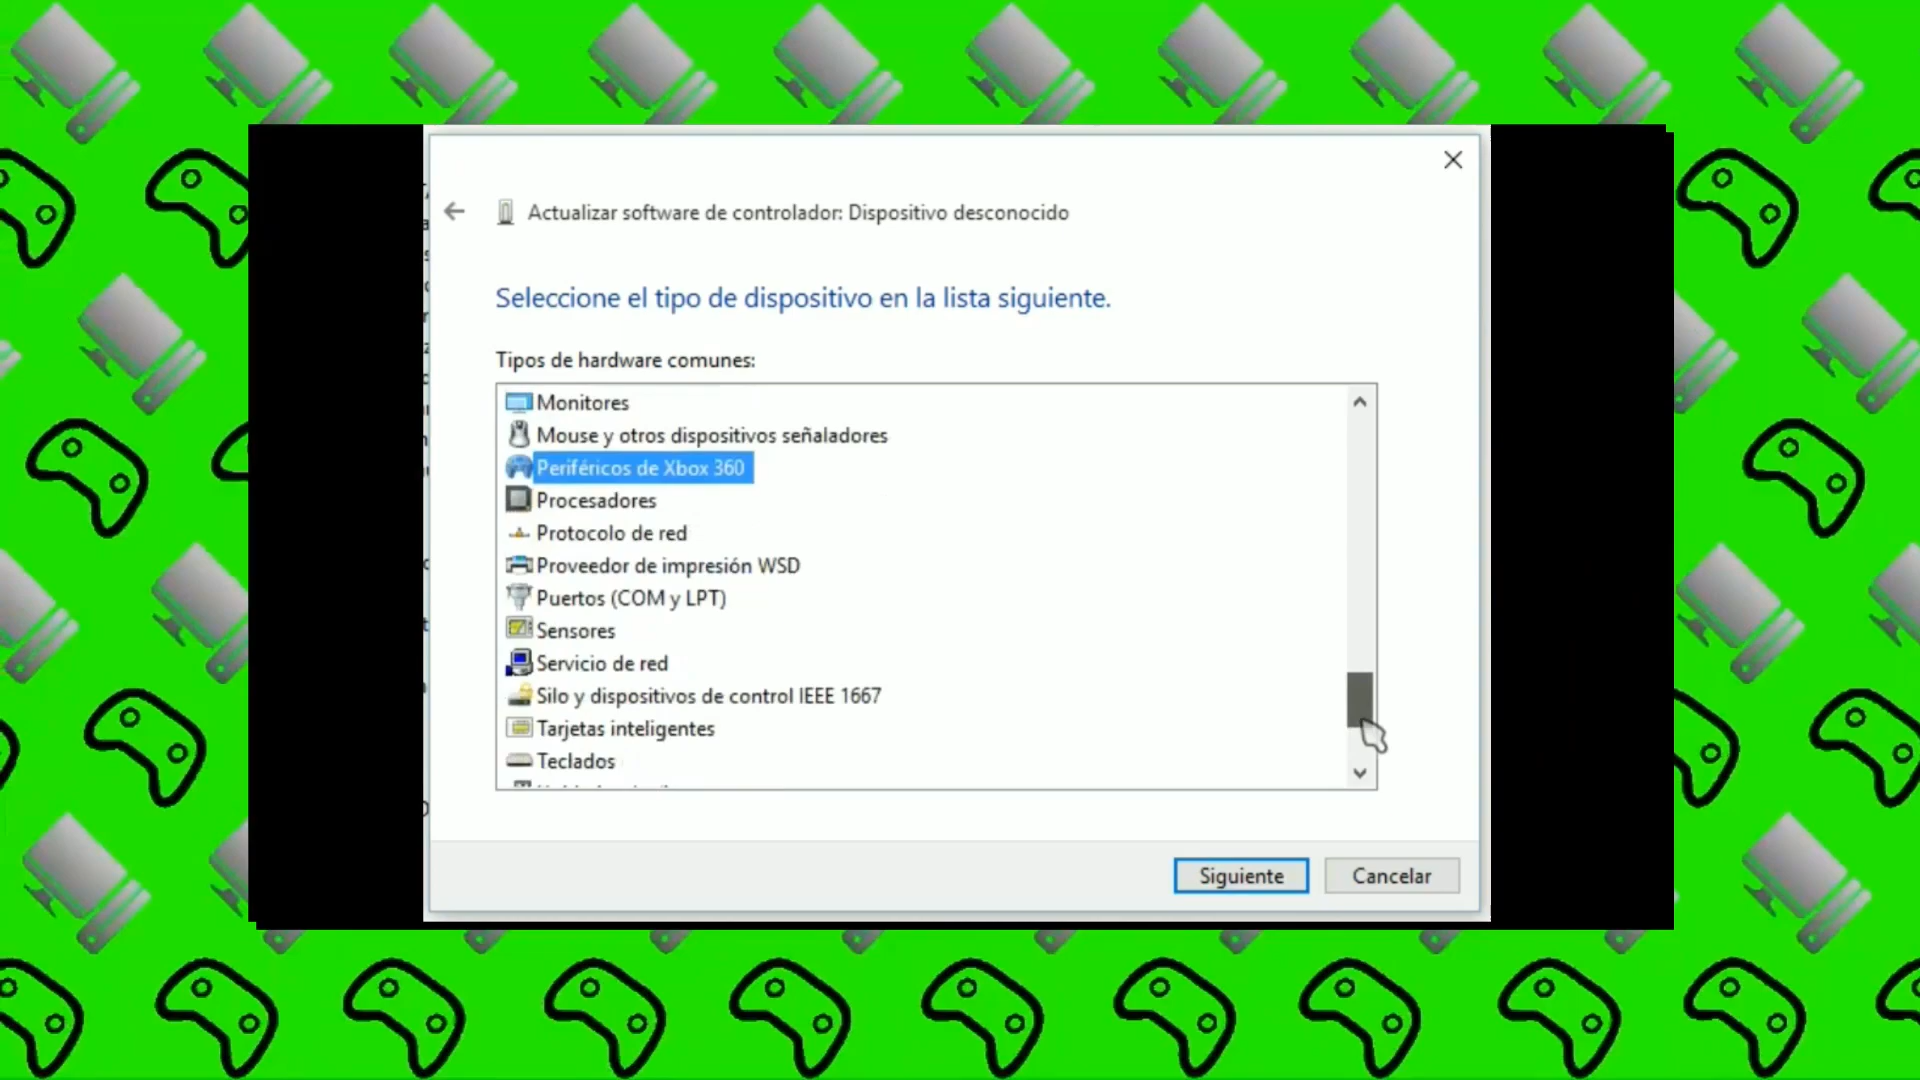 Actualizar software de controlador: Dispositivo desconocido
Seleccione el tipo de dispositivo en la lista siguiente.
Tipos de hardware comunes:
Monitores
Mouse y otros dispositivos señaladores
Periféricos de Xbox 360
Procesadores
Protocolo de red
Proveedor de impresión WSD
Puertos (COM y LPT)
Sensores
Servicio de red
Silo y dispositivos de control IEEE 1667
Tarjetas inteligentes
Teclados
Siguiente
Cancelar